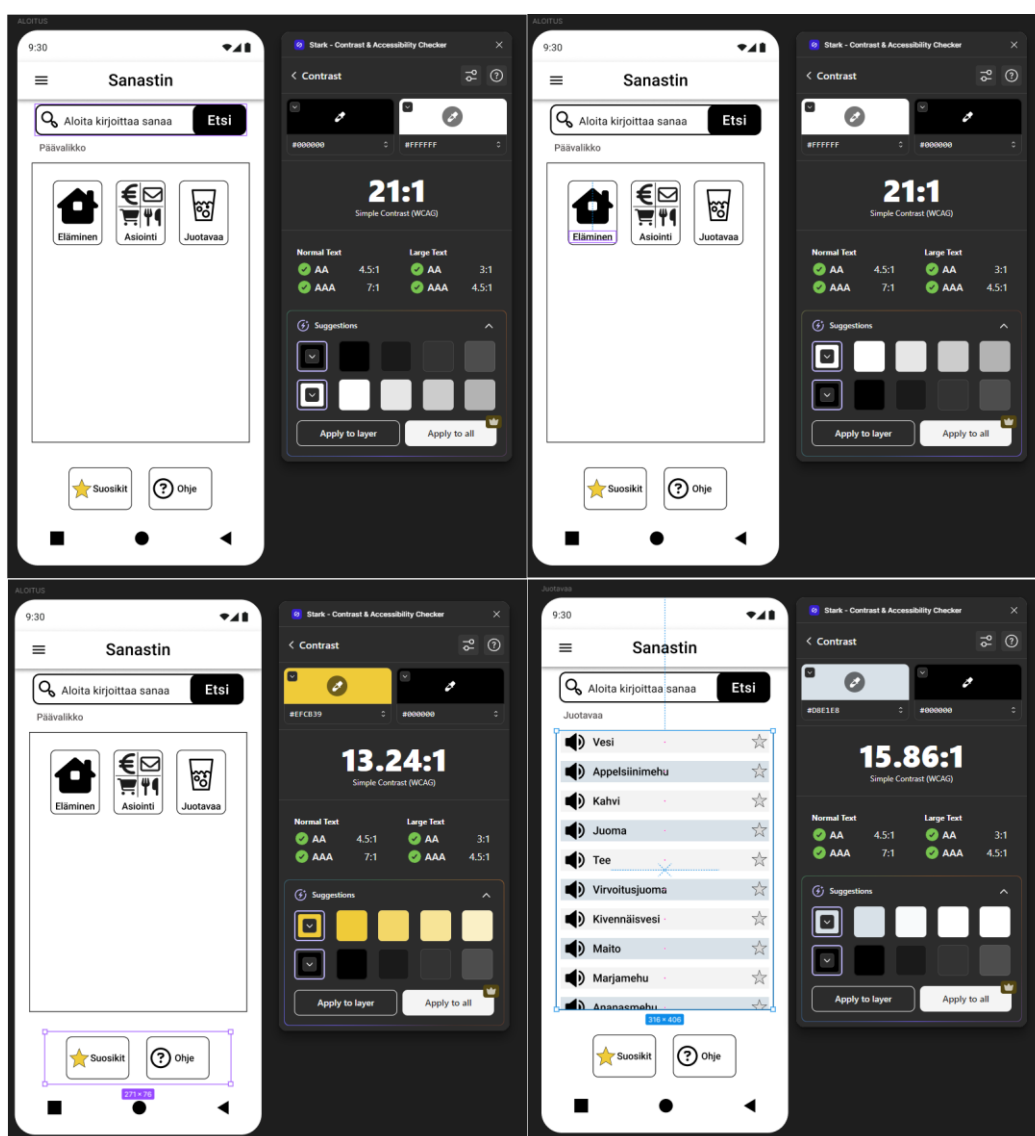 ALOITUS
9:30
Sanastin
Aloita kirjoittaa sanaa
Etsi
Päävalikko
Eläminen
Asiointi
Juotavaa
Suosikit
Ohje
Stark - Contrast & Accessibility Checker
Contrast
#000000
#FFFFFF
21:1
Simple Contrast (WCAG)
Normal Text
Large Text
AA 4.5:1
AA 3:1
AAA 7:1
AAA 4.5:1
Suggestions
Apply to layer
Apply to all
ALOITUS
9:30
Sanastin
Aloita kirjoittaa sanaa
Etsi
Päävalikko
Eläminen
Asiointi
Juotavaa
Suosikit
Ohje
Stark - Contrast & Accessibility Checker
Contrast
#FFFFFF
#000000
21:1
Simple Contrast (WCAG)
Normal Text
Large Text
AA 4.5:1
AA 3:1
AAA 7:1
AAA 4.5:1
Suggestions
Apply to layer
Apply to all
ALOITUS
9:30
Sanastin
Aloita kirjoittaa sanaa
Etsi
Päävalikko
Eläminen
Asiointi
Juotavaa
Suosikit
Ohje
271 × 76
Stark - Contrast & Accessibility Checker
Contrast
#EFCB39
#000000
13.24:1
Simple Contrast (WCAG)
Normal Text
Large Text
AA 4.5:1
AA 3:1
AAA 7:1
AAA 4.5:1
Suggestions
Apply to layer
Apply to all
Juotavaa
9:30
Sanastin
Aloita kirjoittaa sanaa
Etsi
Juotavaa
Vesi
Appelsiinimehu
Kahvi
Juoma
Tee
Virvoitusjuoma
Kivennäisvesi
Maito
Marjamehu
Ananasmehu
316 × 406
Suosikit
Ohje
Stark - Contrast & Accessibility Checker
Contrast
#D8E1E8
#000000
15.86:1
Simple Contrast (WCAG)
Normal Text
Large Text
AA 4.5:1
AA 3:1
AAA 7:1
AAA 4.5:1
Suggestions
Apply to layer
Apply to all